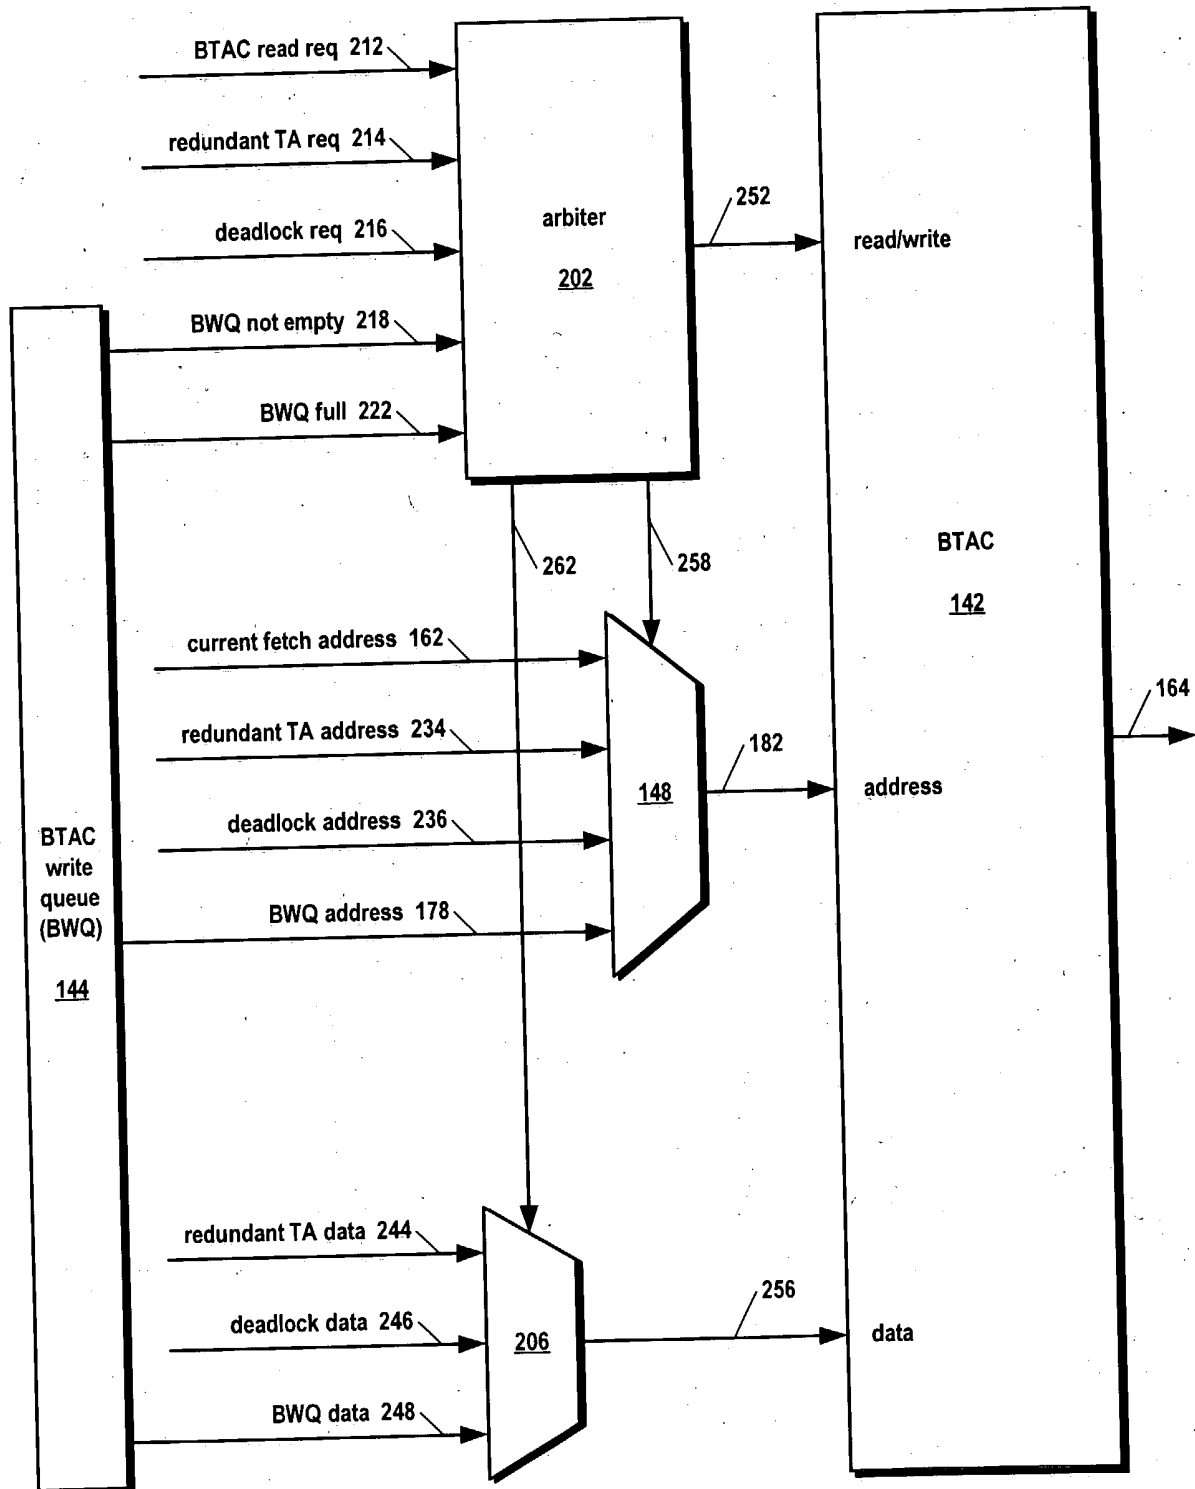 BTAC read req 212
redundant TA req 214
deadlock req 216
BWQ not empty 218
BWQ full 222
arbiter
202
252
read/write
BTAC
142
262
258
current fetch address 162
redundant TA address 234
deadlock address 236
BWQ address 178
148
182
address
164
BTAC
write
queue
(BWQ)
144
redundant TA data 244
deadlock data 246
BWQ data 248
206
256
data